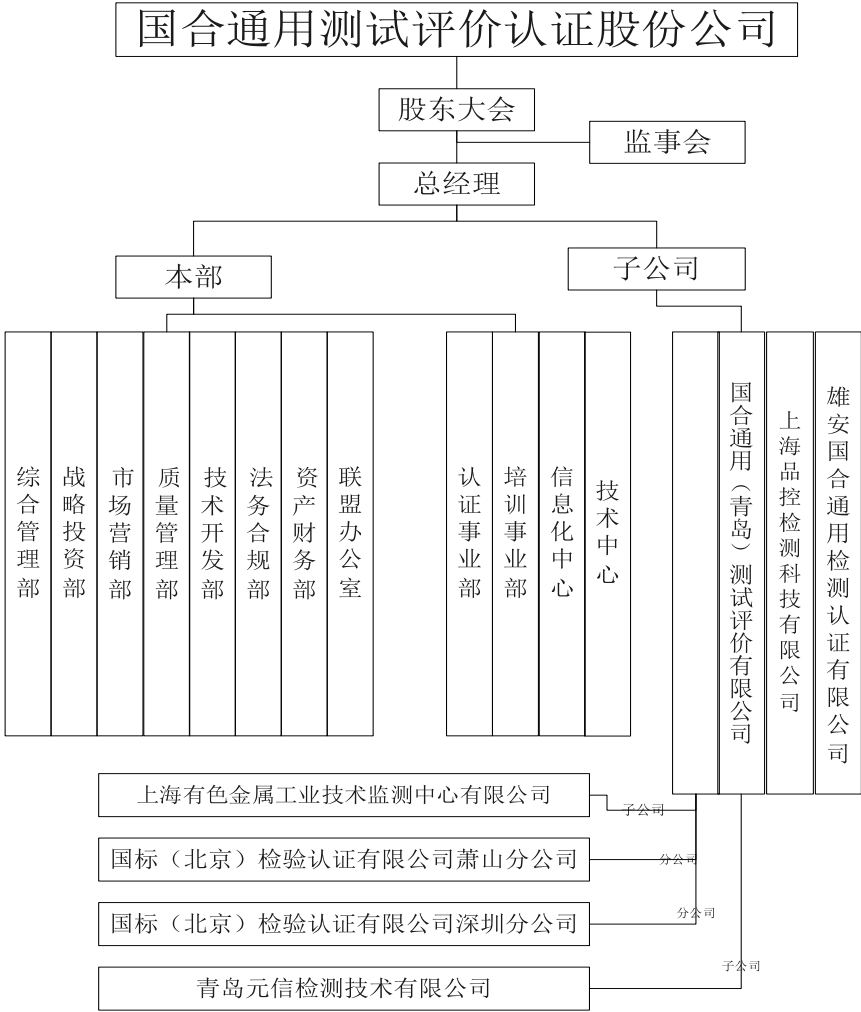 国合通用测试评价认证股份公司
股东大会
监事会
总经理
本部
子公司
综合管理部
战略投资部
市场营销部
质量管理部
技术开发部
法务合规部
资产财务部
联盟办公室
认证事业部
培训事业部
信息化中心
技术中心
国合通用（青岛）测试评价有限公司
上海品控检测科技有限公司
雄安国合通用检测认证有限公司
上海有色金属工业技术监测中心有限公司
子公司
国标（北京）检验认证有限公司萧山分公司
分公司
国标（北京）检验认证有限公司深圳分公司
分公司
青岛元信检测技术有限公司
子公司